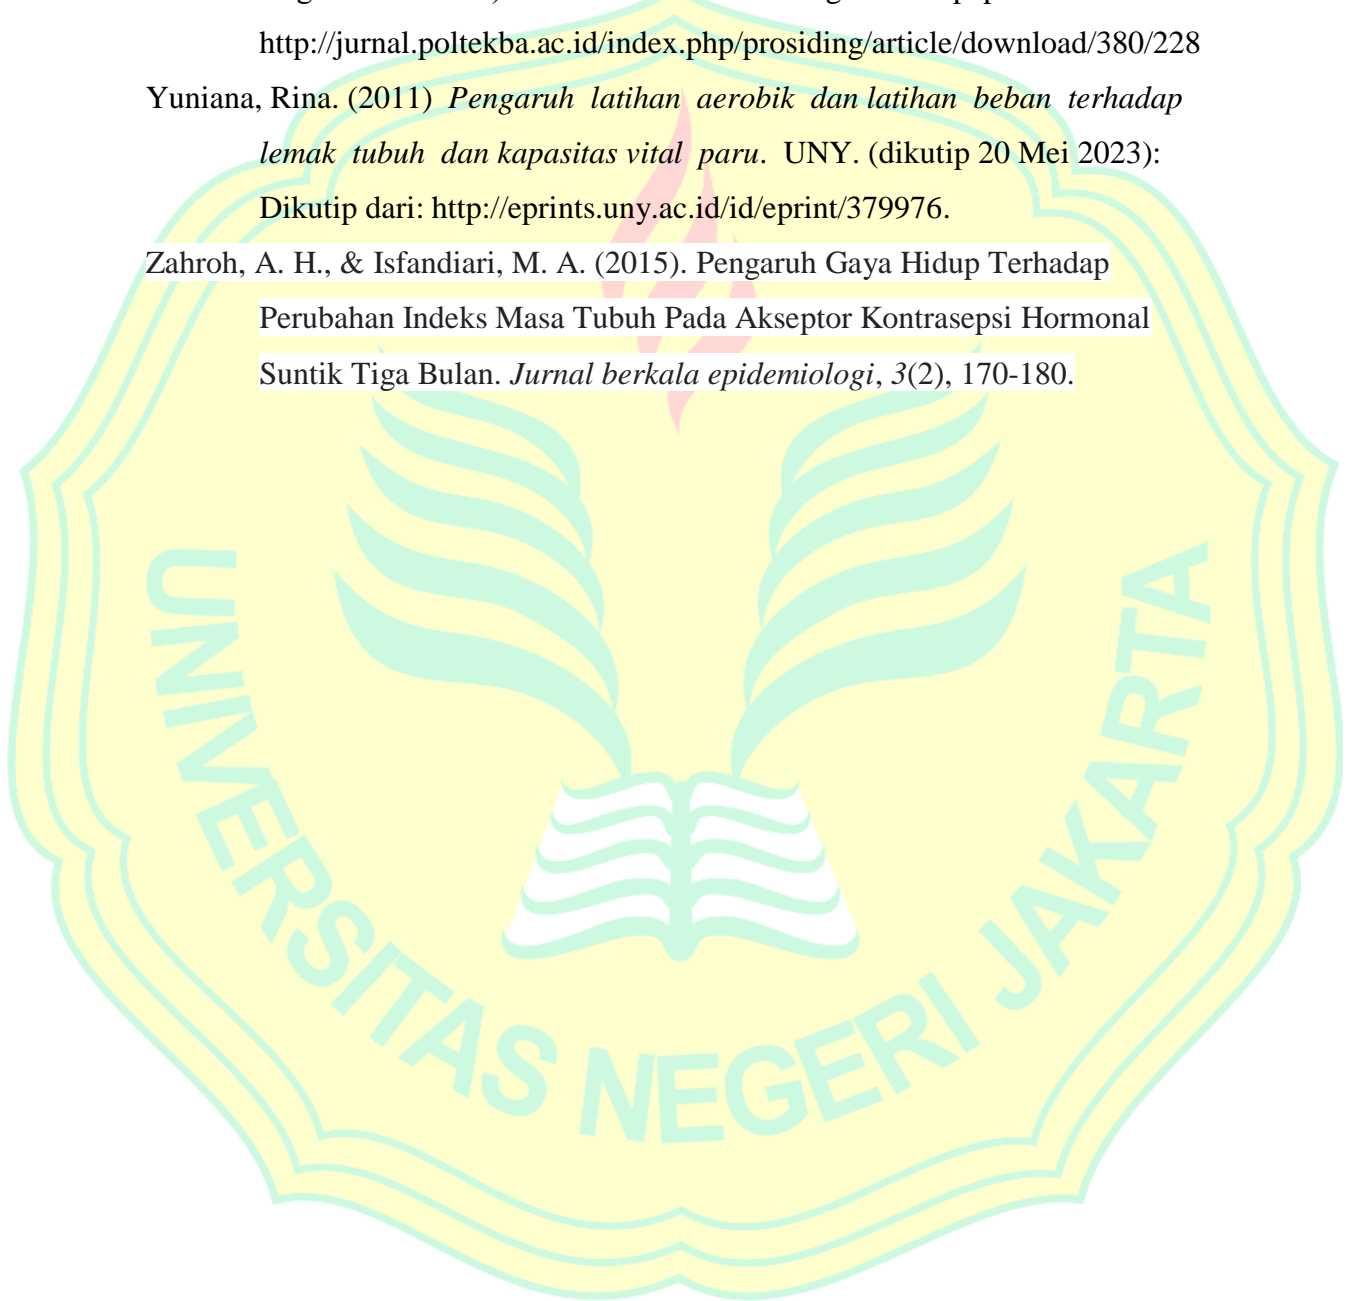 http://jurnal.poltekba.ac.id/index.php/prosiding/article/download/380/228
Yuniana, Rina. (2011) Pengaruh latihan aerobik dan latihan beban terhadap
lemak tubuh dan kapasitas vital paru. UNY. (dikutip 20 Mei 2023):
Dikutip dari: http://eprints.uny.ac.id/id/eprint/379976.
Zahroh, A. H., & Isfandiari, M. A. (2015). Pengaruh Gaya Hidup Terhadap
Perubahan Indeks Masa Tubuh Pada Akseptor Kontrasepsi Hormonal
Suntik Tiga Bulan. Jurnal berkala epidemiologi, 3(2), 170-180.
UNIVERSITAS NEGERI JAKARTA